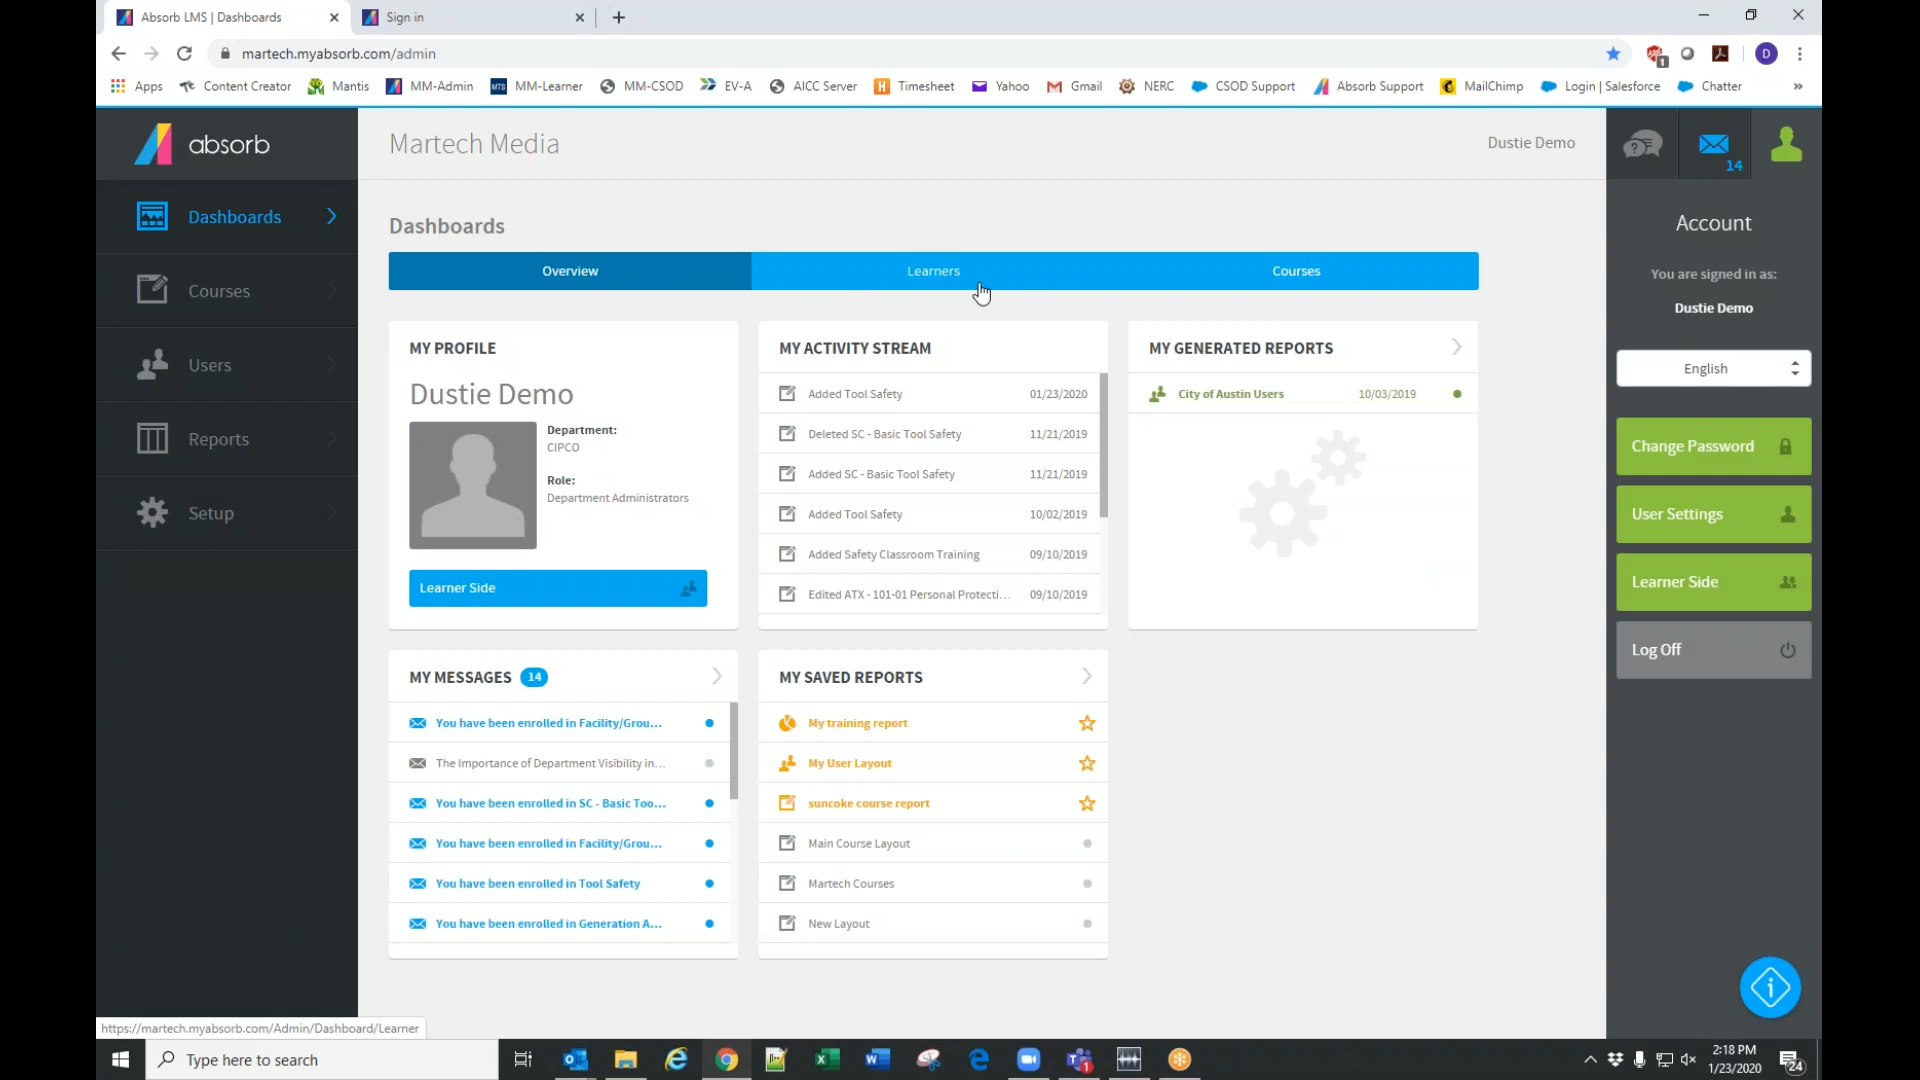 Absorb LMS | Dashboards
Sign in
martech.myabsorb.com/admin
1
D
Apps
Content Creator
Mantis
MM-Admin
MTS
MM-Learner
MM-CSOD
EV-A
AICC Server
H
Timesheet
Yahoo
Gmail
NERC
CSOD Support
Absorb Support
MailChimp
Login | Salesforce
Chatter
»
absorb
Martech Media
Dustie Demo
14
Dashboards
Courses
Users
Reports
Setup
Dashboards
Overview
Learners
Courses
MY PROFILE
Dustie Demo
Department:
CIPCO
Role:
Department Administrators
Learner Side
MY ACTIVITY STREAM
Added Tool Safety 01/23/2020
Deleted SC - Basic Tool Safety 11/21/2019
Added SC - Basic Tool Safety 11/21/2019
Added Tool Safety 10/02/2019
Added Safety Classroom Training 09/10/2019
Edited ATX - 101-01 Personal Protecti... 09/10/2019
MY GENERATED REPORTS
City of Austin Users 10/03/2019
MY MESSAGES 14
You have been enrolled in Facility/Grou...
The Importance of Department Visibility in...
You have been enrolled in SC - Basic Too...
You have been enrolled in Facility/Grou...
You have been enrolled in Tool Safety
You have been enrolled in Generation A...
MY SAVED REPORTS
My training report
My User Layout
suncoke course report
Main Course Layout
Martech Courses
New Layout
Account
You are signed in as:
Dustie Demo
English
Change Password
User Settings
Learner Side
Log Off
https://martech.myabsorb.com/Admin/Dashboard/Learner
Type here to search
1
2:18 PM
1/23/2020
24